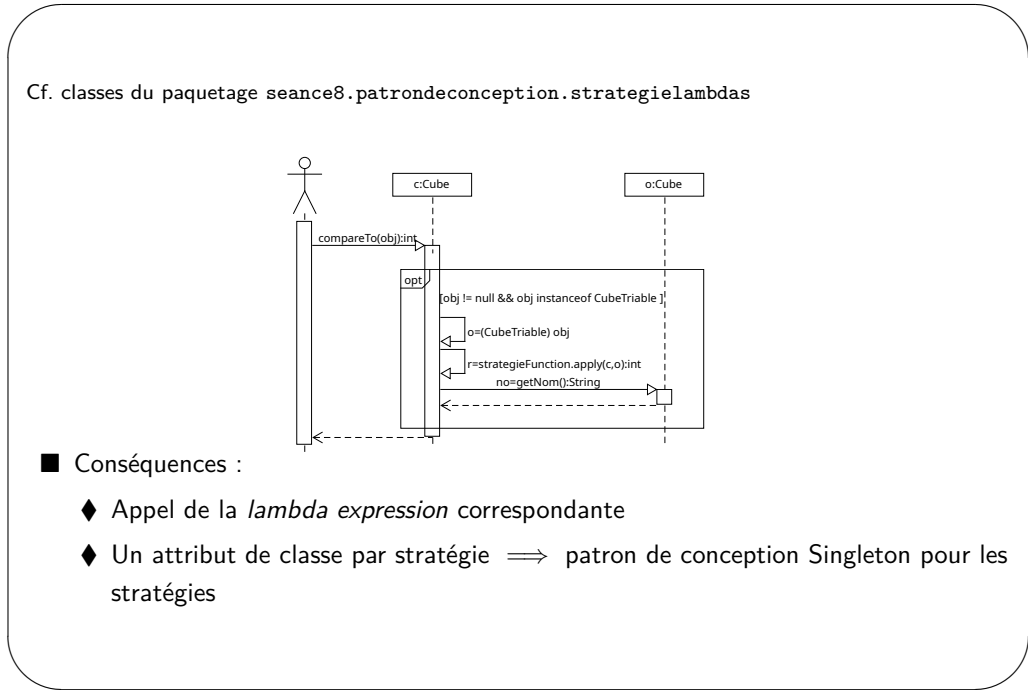 Cf. classes du paquetage seance8.patrondeconception.strategielambdas
c:Cube
o:Cube
compareTo(obj):int
opt
[obj != null && obj instanceof CubeTriable ]
o=(CubeTriable) obj
r=strategieFunction.apply(c,o):int
no=getNom():String
■ Conséquences :
♦ Appel de la lambda expression correspondante
♦ Un attribut de classe par stratégie ⟹ patron de conception Singleton pour les
stratégies